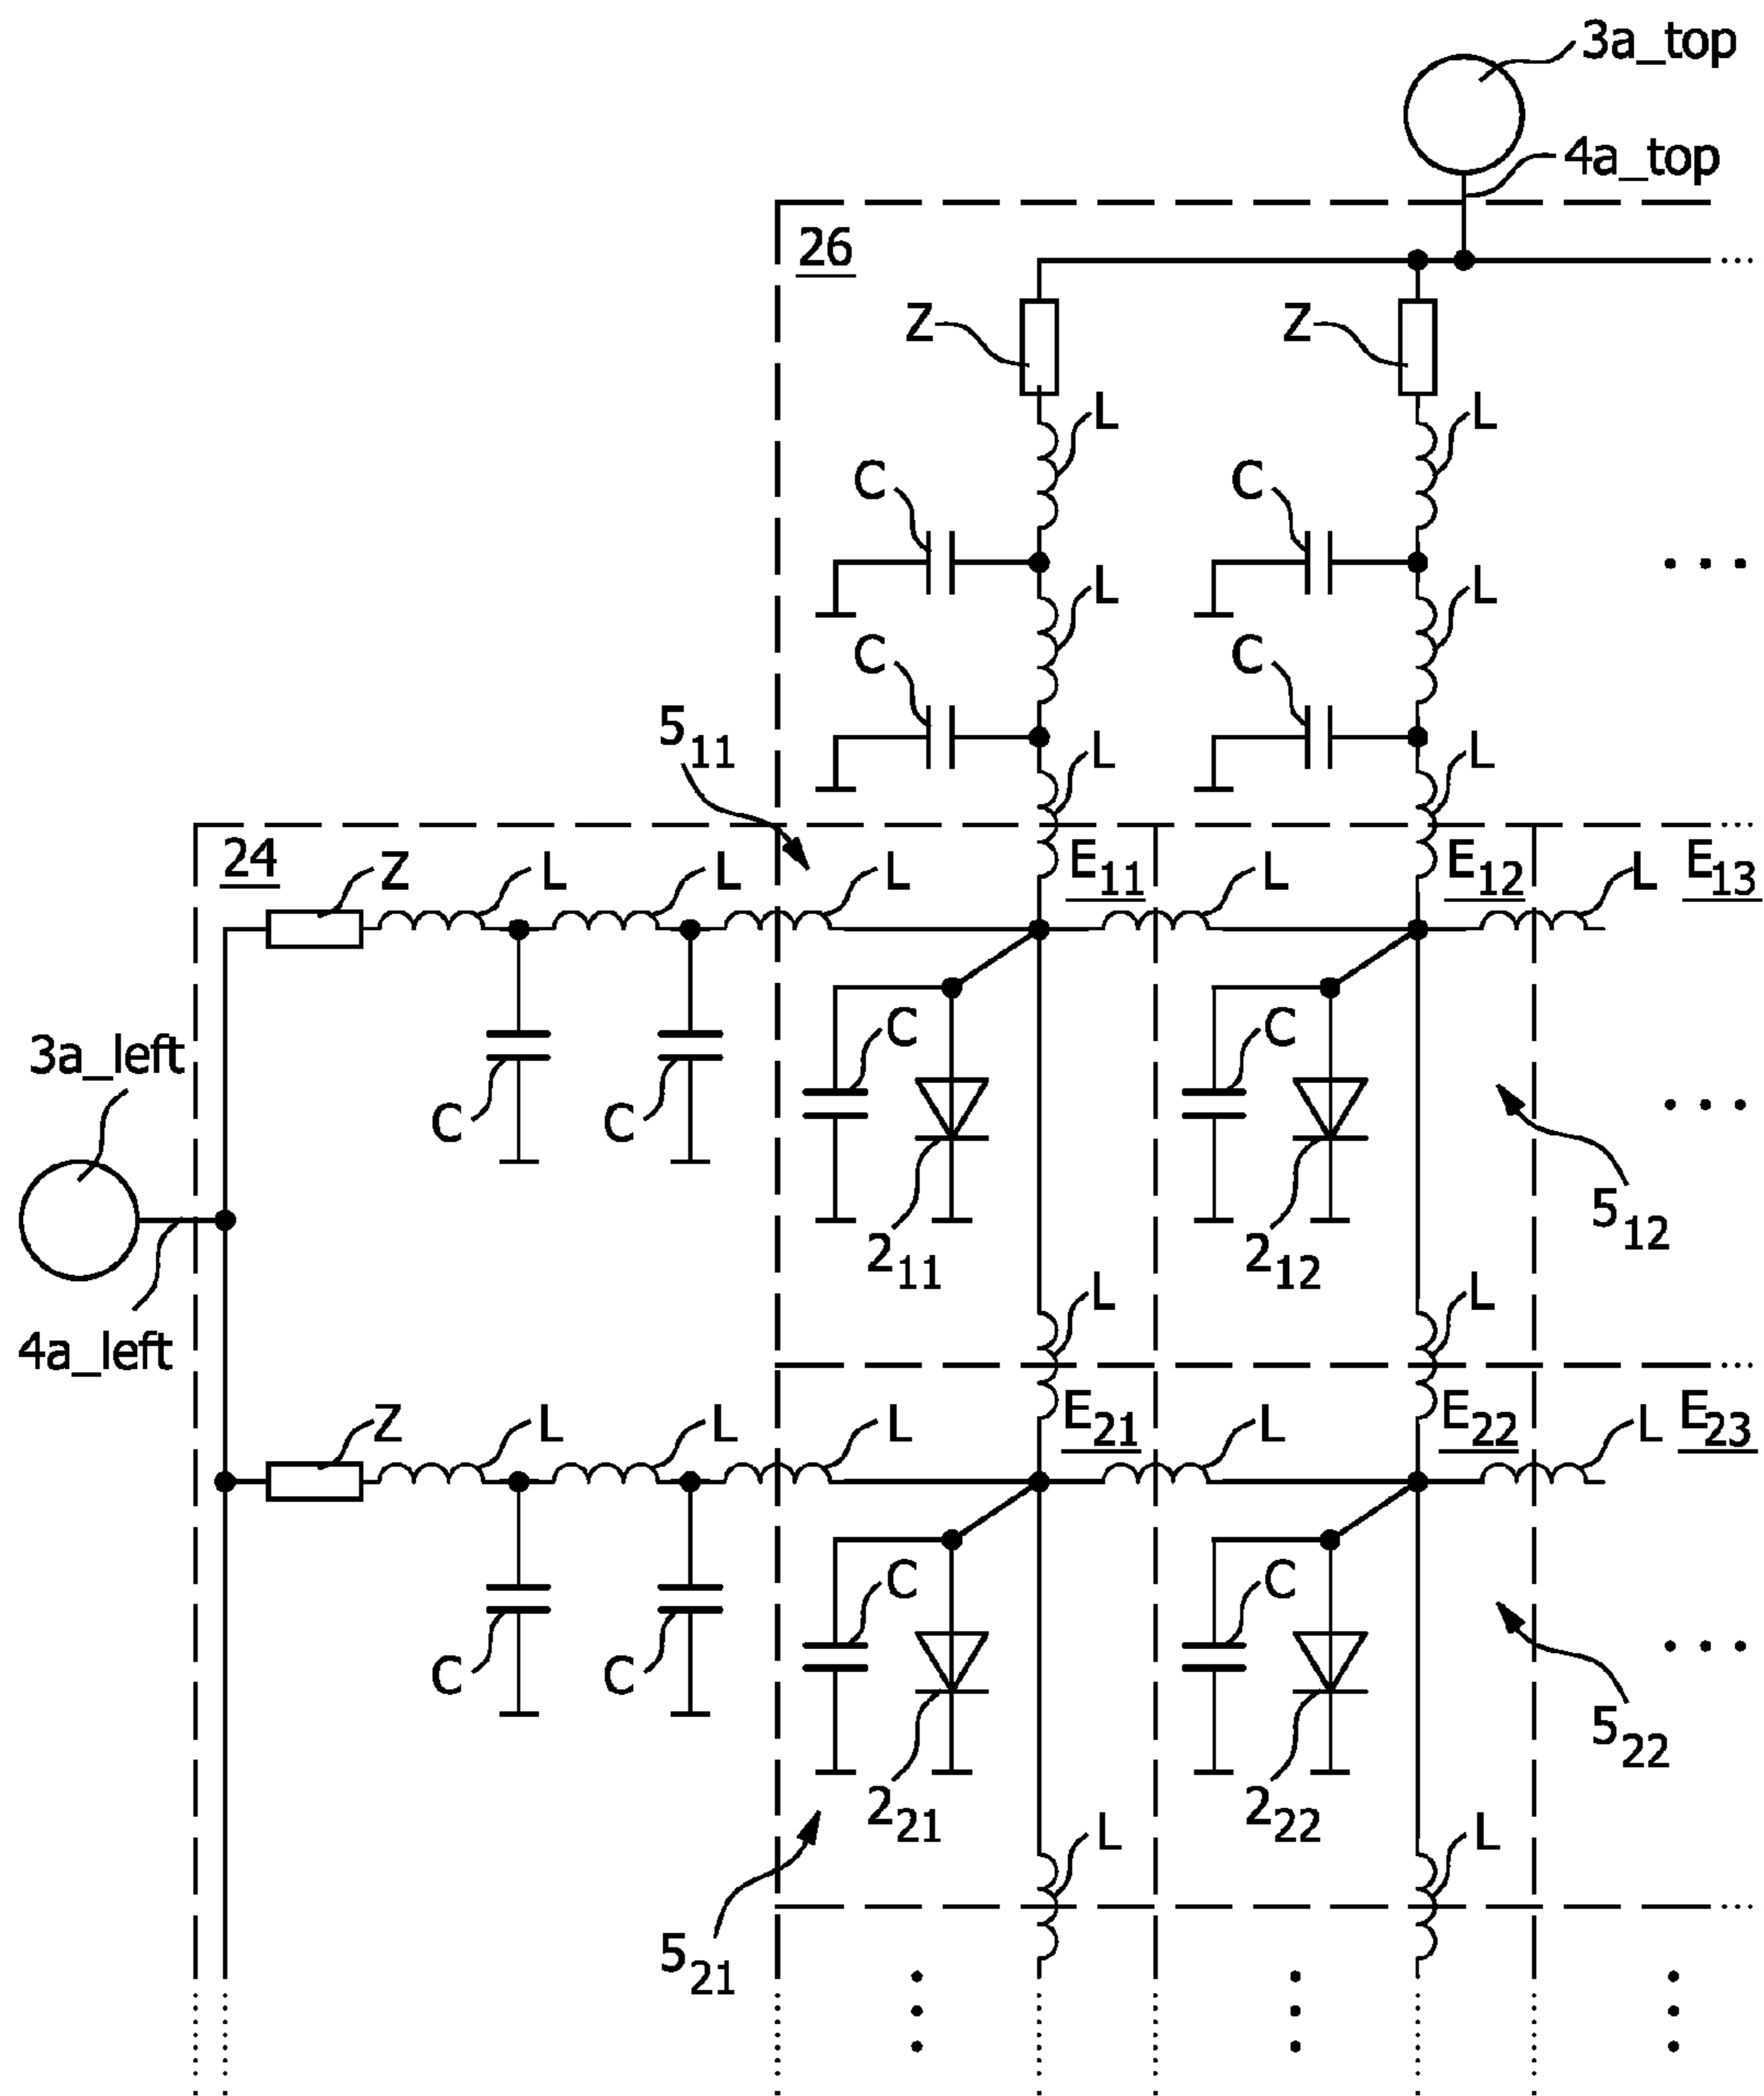 3a_top
4a_top
26
Z Z
L L
C C
L L
C C
5₁₁ L L
24 Z L L L E₁₁ L E₁₂ L E₁₃
3a_left C C C C
2₁₁ 2₁₂ 5₁₂
4a_left L L
Z L L L E₂₁ L E₂₂ L E₂₃
C C C C
2₂₁ 2₂₂ 5₂₂
L L
5₂₁